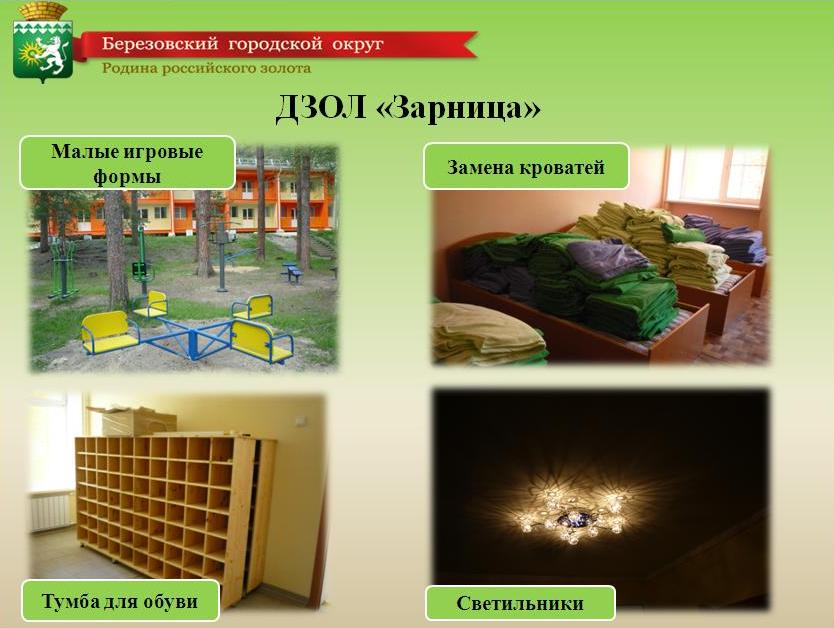 Березовский городской округ
Родина российского золота
ДЗОЛ «Зарница»
Малые игровые
формы
Замена кроватей
Тумба для обуви
Светильники